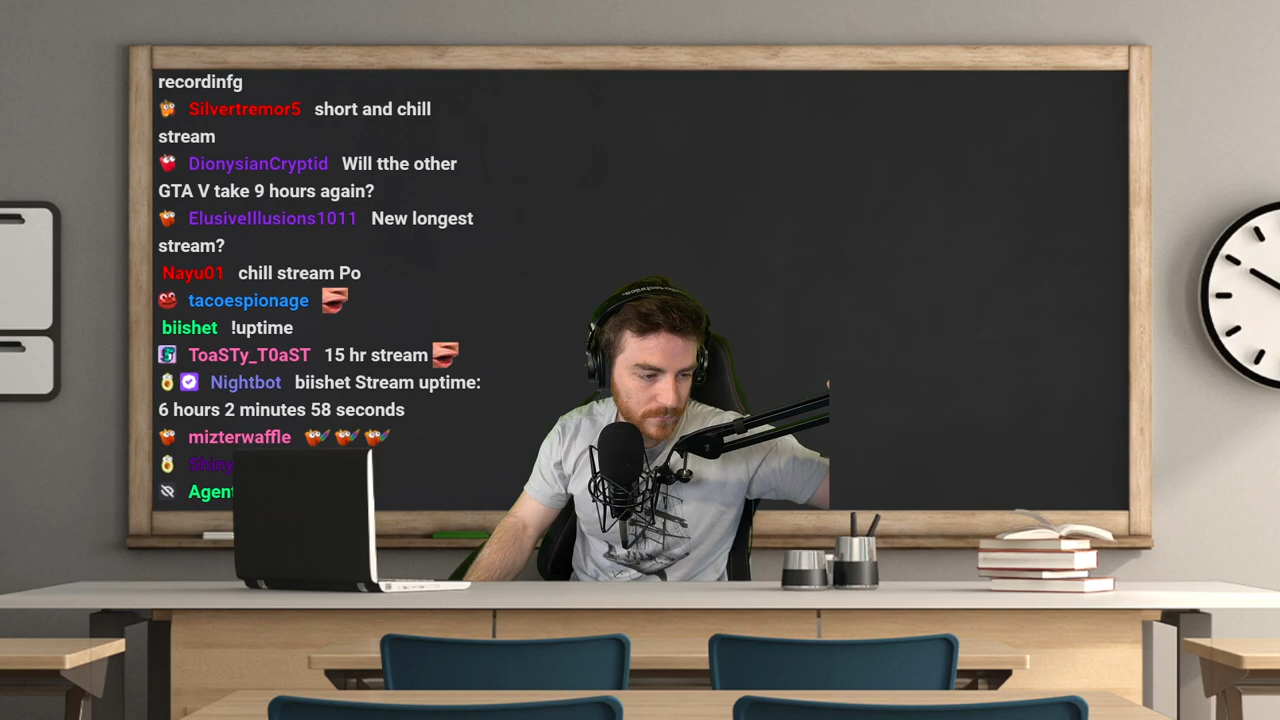 recordinfg
Silvertremor5 short and chill
stream
DionysianCryptid Will tthe other
GTA V take 9 hours again?
ElusiveIllusions1011 New longest
stream?
Nayu01 chill stream Po
tacoespionage
biishet !uptime
ToaSTy_T0aST 15 hr stream
Nightbot biishet Stream uptime:
6 hours 2 minutes 58 seconds
mizterwaffle
Shiny
Agent